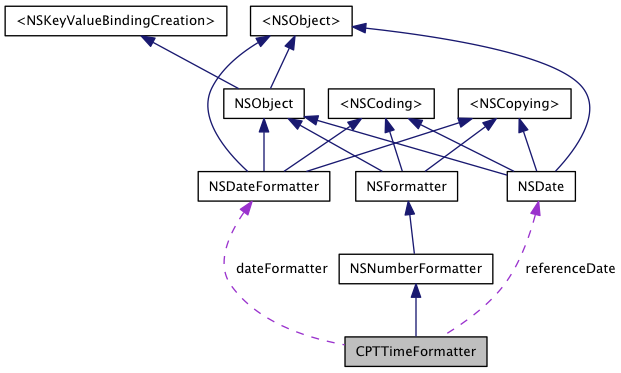 <NSKeyValueBindingCreation>
<NSObject>
NSObject
<NSCoding>
<NSCopying>
NSDateFormatter
NSFormatter
NSDate
dateFormatter
NSNumberFormatter
referenceDate
CPTTimeFormatter